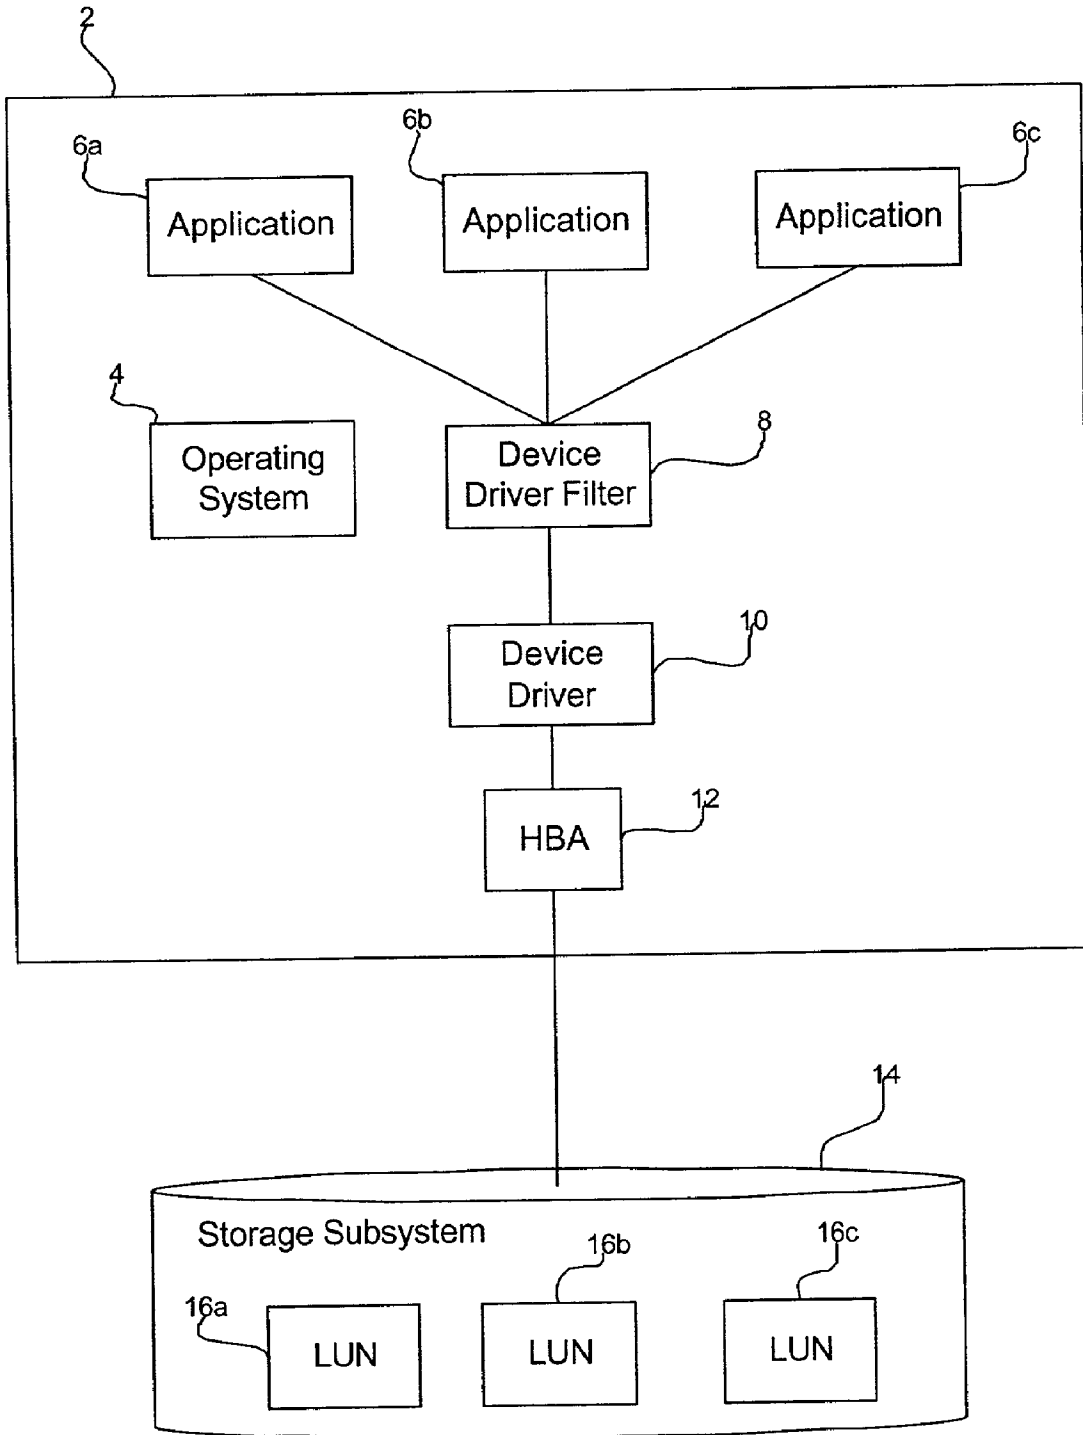 2
6a
6b
6c
Application
Application
Application
4
8
Operating
System
Device
Driver Filter
10
Device
Driver
12
HBA
14
Storage Subsystem
16a
16b
16c
LUN
LUN
LUN